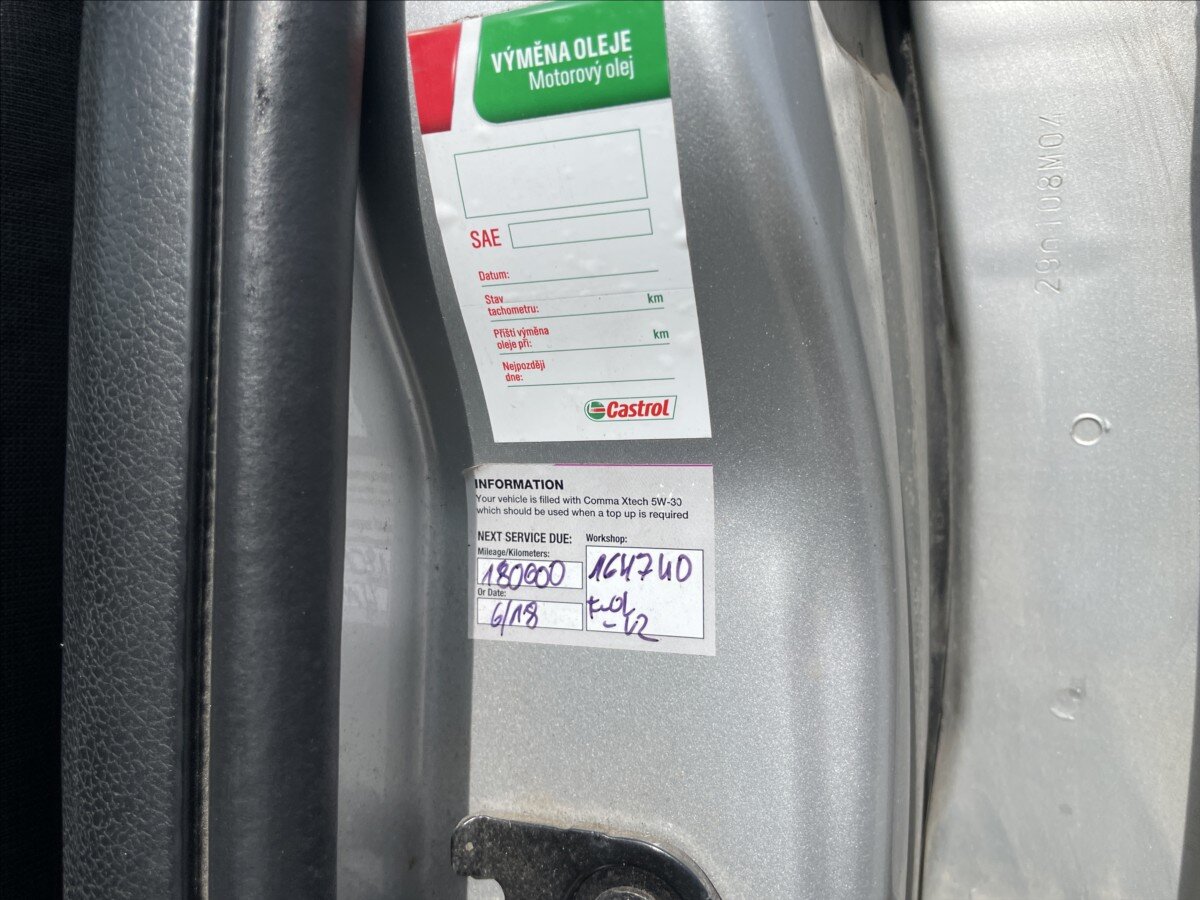 VÝMĚNA OLEJE
Motorový olej
SAE
Datum:
Stav
tachometru: km
Příští výměna
oleje při: km
Nejpozději
dne:
Castrol
INFORMATION
Your vehicle is filled with Comma Xtech 5W-30
which should be used when a top up is required
NEXT SERVICE DUE: Workshop:
Mileage/Kilometers:
180000 164740
Or Date:
6/18
290108M04